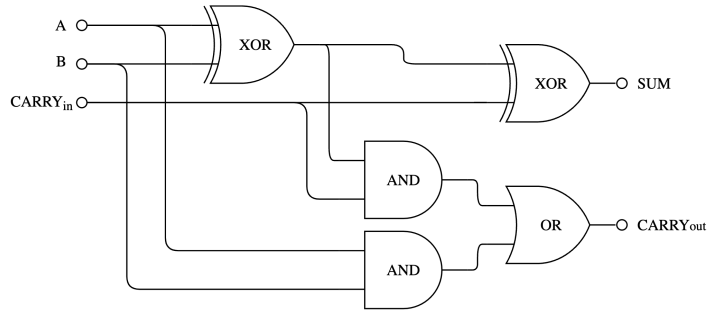 A
XOR
B
XOR
SUM
CARRYin
AND
OR
CARRYout
AND